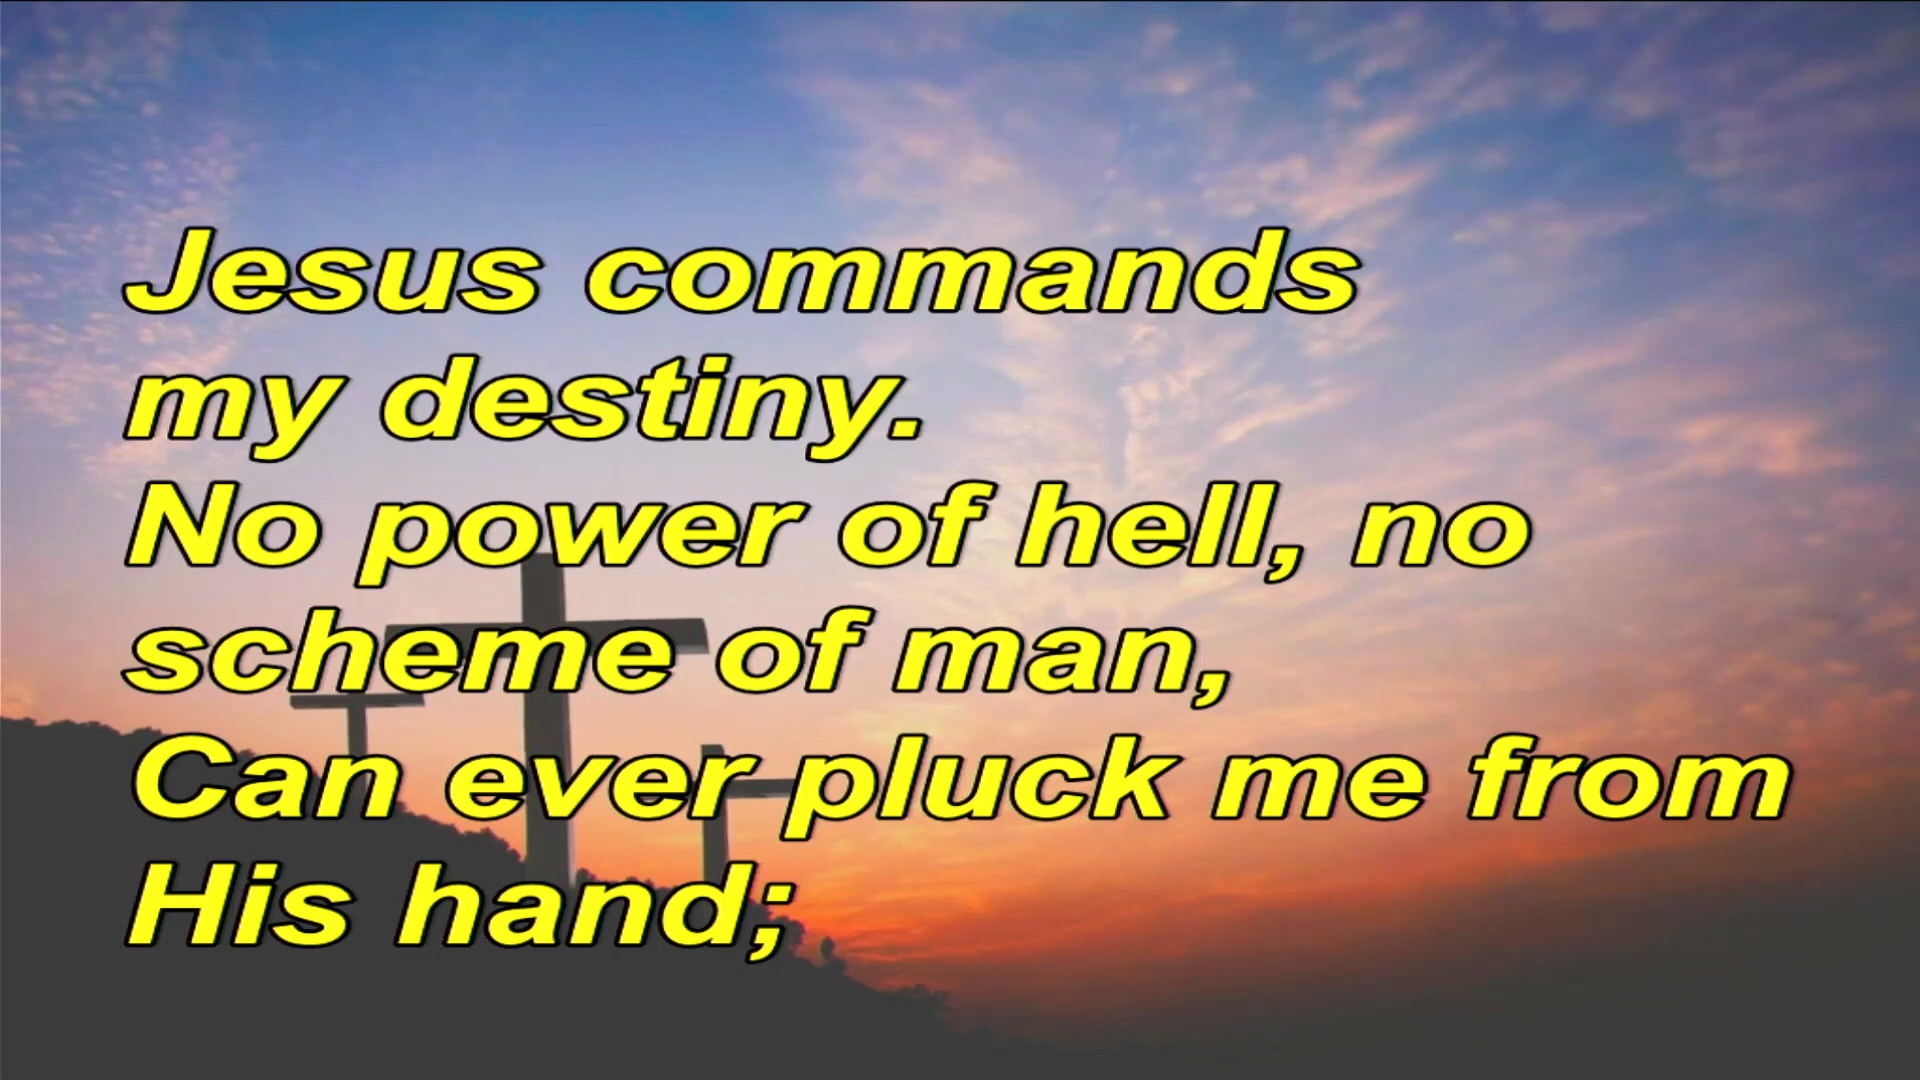 Jesus commands
my destiny.
No power of hell, no
scheme of man,
Can ever pluck me from
His hand;